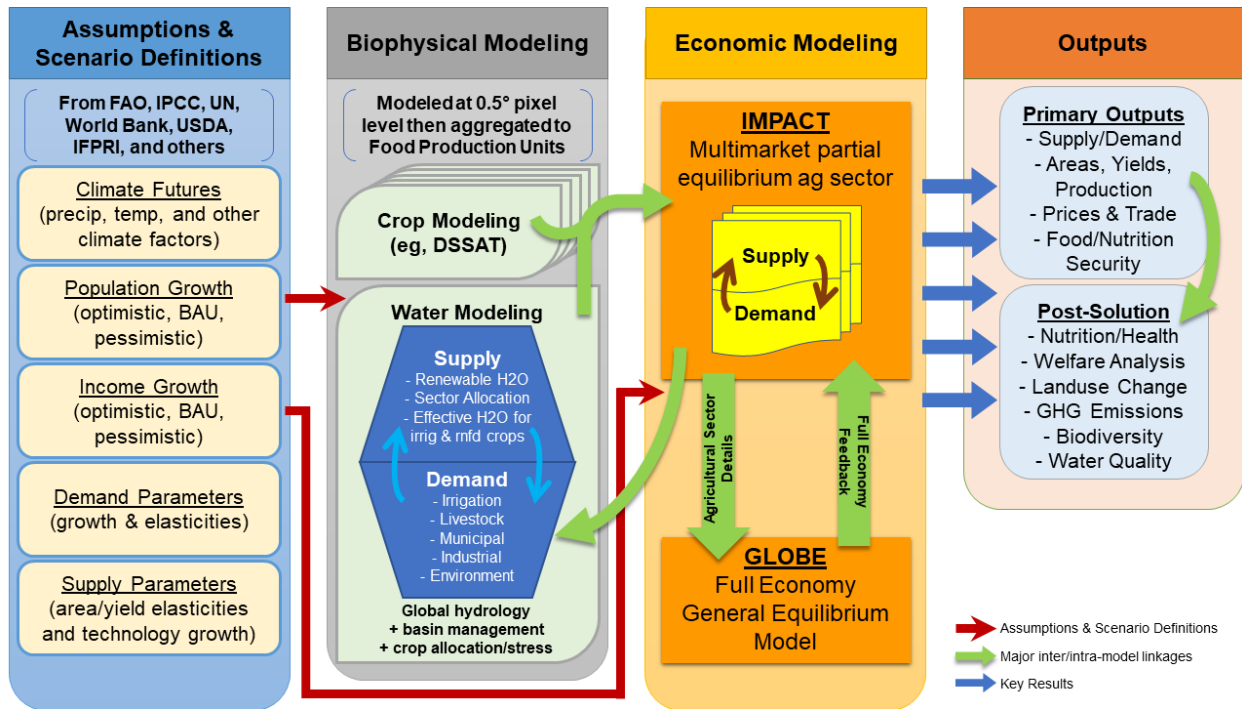 Assumptions &
Scenario Definitions
From FAO, IPCC, UN,
World Bank, USDA,
IFPRI, and others
Climate Futures
(precip, temp, and other
climate factors)
Population Growth
(optimistic, BAU,
pessimistic)
Income Growth
(optimistic, BAU,
pessimistic)
Demand Parameters
(growth & elasticities)
Supply Parameters
(area/yield elasticities
and technology growth)
Biophysical Modeling
Modeled at 0.5° pixel
level then aggregated to
Food Production Units
Crop Modeling
(eg, DSSAT)
Water Modeling
Supply
- Renewable H2O
- Sector Allocation
- Effective H2O for
irrig & rnfd crops
Demand
- Irrigation
- Livestock
- Municipal
- Industrial
- Environment
Global hydrology
+ basin management
+ crop allocation/stress
Economic Modeling
IMPACT
Multimarket partial
equilibrium ag sector
Supply
Demand
Agricultural Sector
Details
Full Economy
Feedback
GLOBE
Full Economy
General Equilibrium
Model
Outputs
Primary Outputs
- Supply/Demand
- Areas, Yields,
Production
- Prices & Trade
- Food/Nutrition
Security
Post-Solution
- Nutrition/Health
- Welfare Analysis
- Landuse Change
- GHG Emissions
- Biodiversity
- Water Quality
Assumptions & Scenario Definitions
Major inter/intra-model linkages
Key Results